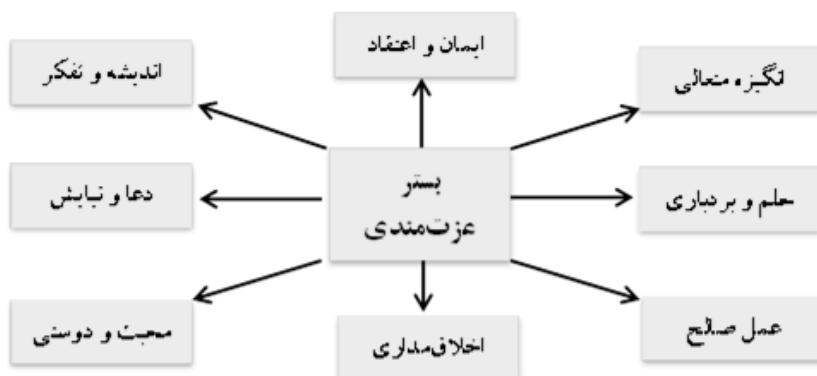 ایمان و اعتقاد
انگیزه متعالی
اندیشه و تفکر
بستر
عزت‌مندی
حلم و بردباری
دعا و نیایش
عمل صالح
اخلاق‌مداری
محبت و دوستی